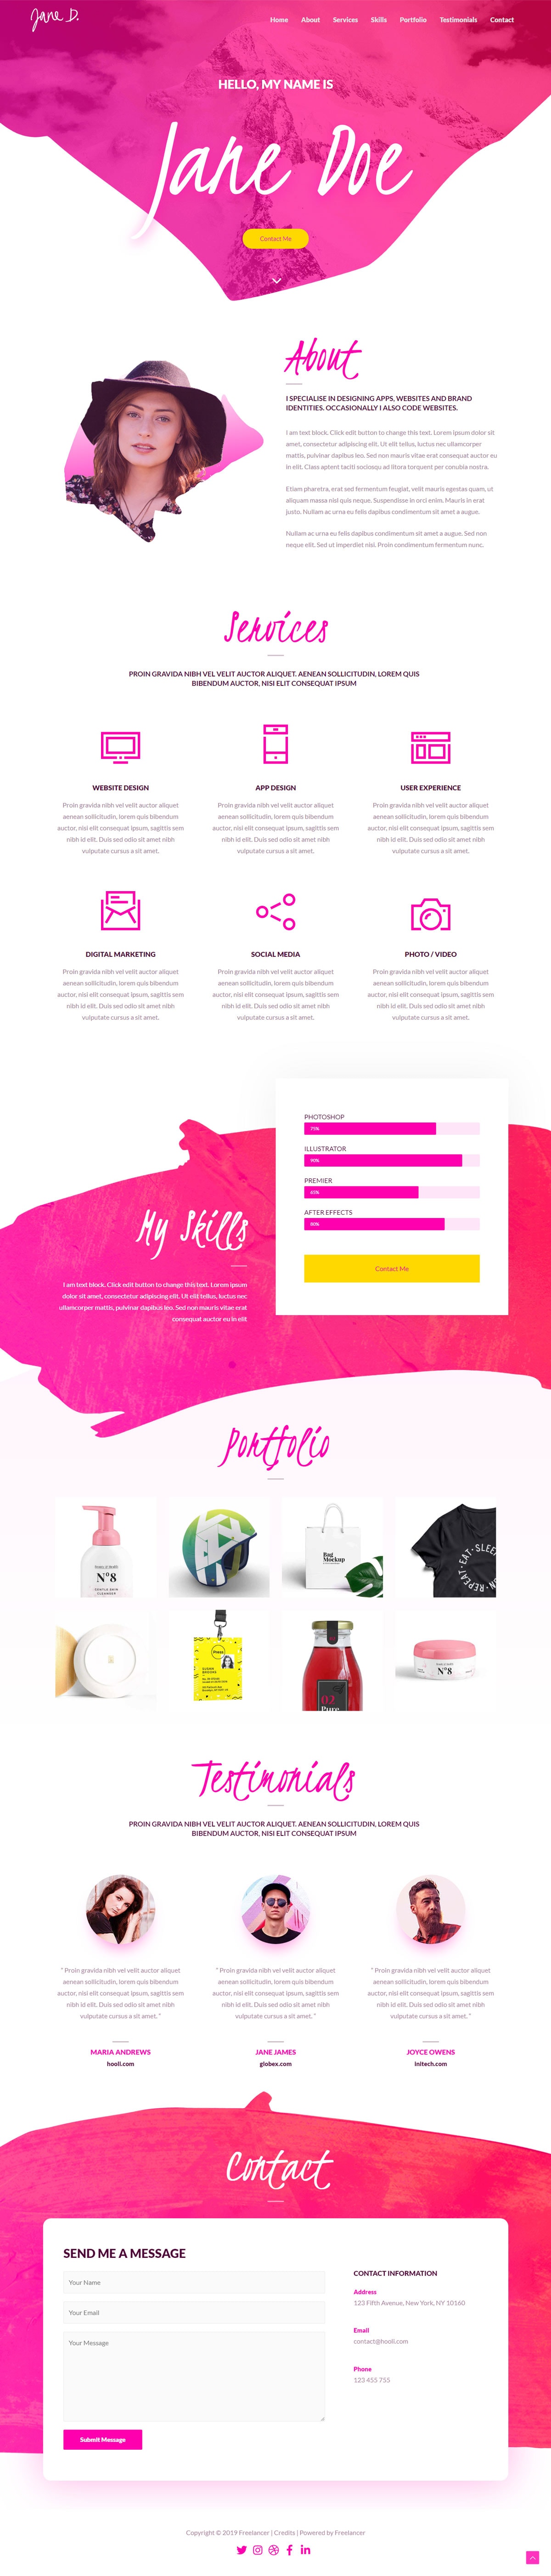 Jane D.
Home About Services Skills Portfolio Testimonials Contact
HELLO, MY NAME IS
Jane Doe
Contact Me
About
I SPECIALISE IN DESIGNING APPS, WEBSITES AND BRAND
IDENTITIES. OCCASIONALLY I ALSO CODE WEBSITES.
I am text block. Click edit button to change this text. Lorem ipsum dolor sit
amet, consectetur adipiscing elit. Ut elit tellus, luctus nec ullamcorper
mattis, pulvinar dapibus leo. Sed non mauris vitae erat consequat auctor eu
in elit. Class aptent taciti sociosqu ad litora torquent per conubia nostra.
Etiam pharetra, erat sed fermentum feugiat, velit mauris egestas quam, ut
aliquam massa nisl quis neque. Suspendisse in orci enim. Mauris in erat
justo. Nullam ac urna eu felis dapibus condimentum sit amet a augue.
Nullam ac urna eu felis dapibus condimentum sit amet a augue. Sed non
neque elit. Sed ut imperdiet nisi. Proin condimentum fermentum nunc.
Services
PROIN GRAVIDA NIBH VEL VELIT AUCTOR ALIQUET. AENEAN SOLLICITUDIN, LOREM QUIS
BIBENDUM AUCTOR, NISI ELIT CONSEQUAT IPSUM
WEBSITE DESIGN
Proin gravida nibh vel velit auctor aliquet
aenean sollicitudin, lorem quis bibendum
auctor, nisi elit consequat ipsum, sagittis sem
nibh id elit. Duis sed odio sit amet nibh
vulputate cursus a sit amet.
APP DESIGN
Proin gravida nibh vel velit auctor aliquet
aenean sollicitudin, lorem quis bibendum
auctor, nisi elit consequat ipsum, sagittis sem
nibh id elit. Duis sed odio sit amet nibh
vulputate cursus a sit amet.
USER EXPERIENCE
Proin gravida nibh vel velit auctor aliquet
aenean sollicitudin, lorem quis bibendum
auctor, nisi elit consequat ipsum, sagittis sem
nibh id elit. Duis sed odio sit amet nibh
vulputate cursus a sit amet.
DIGITAL MARKETING
Proin gravida nibh vel velit auctor aliquet
aenean sollicitudin, lorem quis bibendum
auctor, nisi elit consequat ipsum, sagittis sem
nibh id elit. Duis sed odio sit amet nibh
vulputate cursus a sit amet.
SOCIAL MEDIA
Proin gravida nibh vel velit auctor aliquet
aenean sollicitudin, lorem quis bibendum
auctor, nisi elit consequat ipsum, sagittis sem
nibh id elit. Duis sed odio sit amet nibh
vulputate cursus a sit amet.
PHOTO / VIDEO
Proin gravida nibh vel velit auctor aliquet
aenean sollicitudin, lorem quis bibendum
auctor, nisi elit consequat ipsum, sagittis sem
nibh id elit. Duis sed odio sit amet nibh
vulputate cursus a sit amet.
My Skills
I am text block. Click edit button to change this text. Lorem ipsum
dolor sit amet, consectetur adipiscing elit. Ut elit tellus, luctus nec
ullamcorper mattis, pulvinar dapibus leo. Sed non mauris vitae erat
consequat auctor eu in elit
PHOTOSHOP
75%
ILLUSTRATOR
90%
PREMIER
65%
AFTER EFFECTS
80%
Contact Me
Portfolio
Nº8
Bag
Mockup
EAT · SLEEP
REPEAT
02
Pure
Nº8
Testimonials
PROIN GRAVIDA NIBH VEL VELIT AUCTOR ALIQUET. AENEAN SOLLICITUDIN, LOREM QUIS
BIBENDUM AUCTOR, NISI ELIT CONSEQUAT IPSUM
“ Proin gravida nibh vel velit auctor aliquet
aenean sollicitudin, lorem quis bibendum
auctor, nisi elit consequat ipsum, sagittis sem
nibh id elit. Duis sed odio sit amet nibh
vulputate cursus a sit amet. ”
MARIA ANDREWS
hooli.com
“ Proin gravida nibh vel velit auctor aliquet
aenean sollicitudin, lorem quis bibendum
auctor, nisi elit consequat ipsum, sagittis sem
nibh id elit. Duis sed odio sit amet nibh
vulputate cursus a sit amet. ”
JANE JAMES
globex.com
“ Proin gravida nibh vel velit auctor aliquet
aenean sollicitudin, lorem quis bibendum
auctor, nisi elit consequat ipsum, sagittis sem
nibh id elit. Duis sed odio sit amet nibh
vulputate cursus a sit amet. ”
JOYCE OWENS
initech.com
Contact
SEND ME A MESSAGE
Your Name
Your Email
Your Message
Submit Message
CONTACT INFORMATION
Address
123 Fifth Avenue, New York, NY 10160
Email
contact@hooli.com
Phone
123 455 755
Copyright © 2019 Freelancer | Credits | Powered by Freelancer